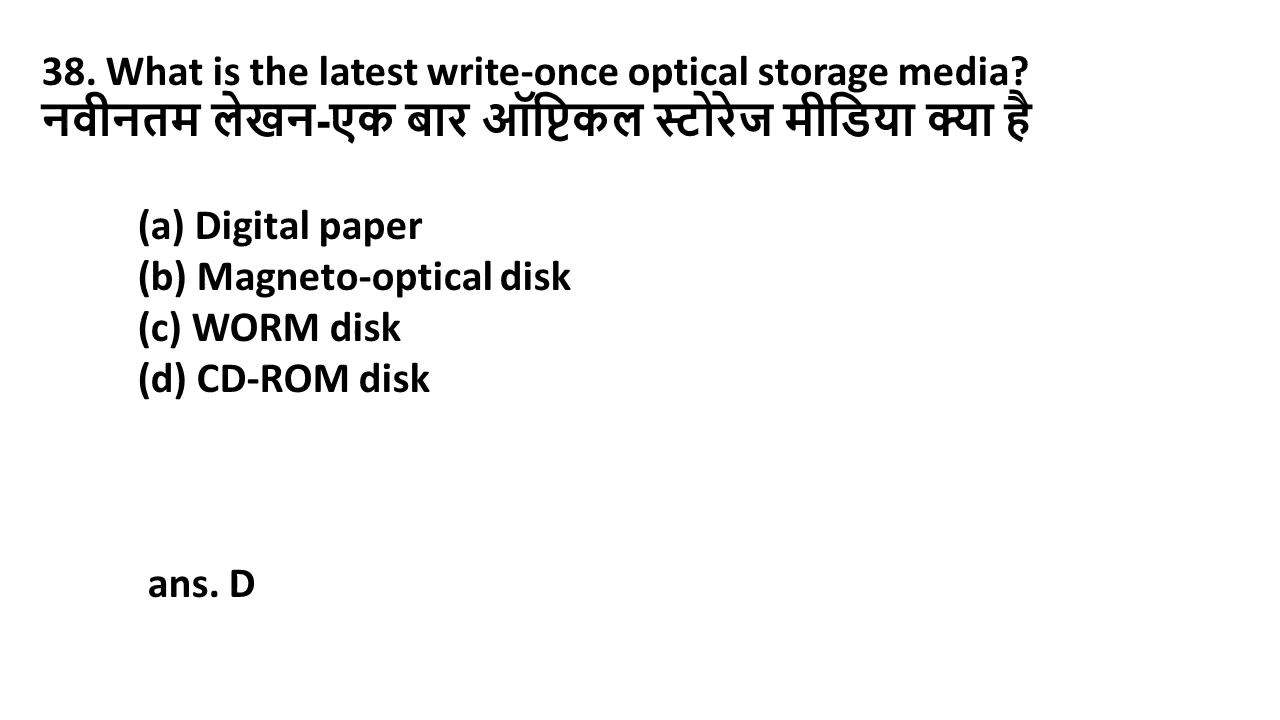 38. What is the latest write-once optical storage media?
नवीनतम लेखन-एक बार ऑप्टिकल स्टोरेज मीडिया क्या है
(a) Digital paper
(b) Magneto-optical disk
(c) WORM disk
(d) CD-ROM disk
ans. D